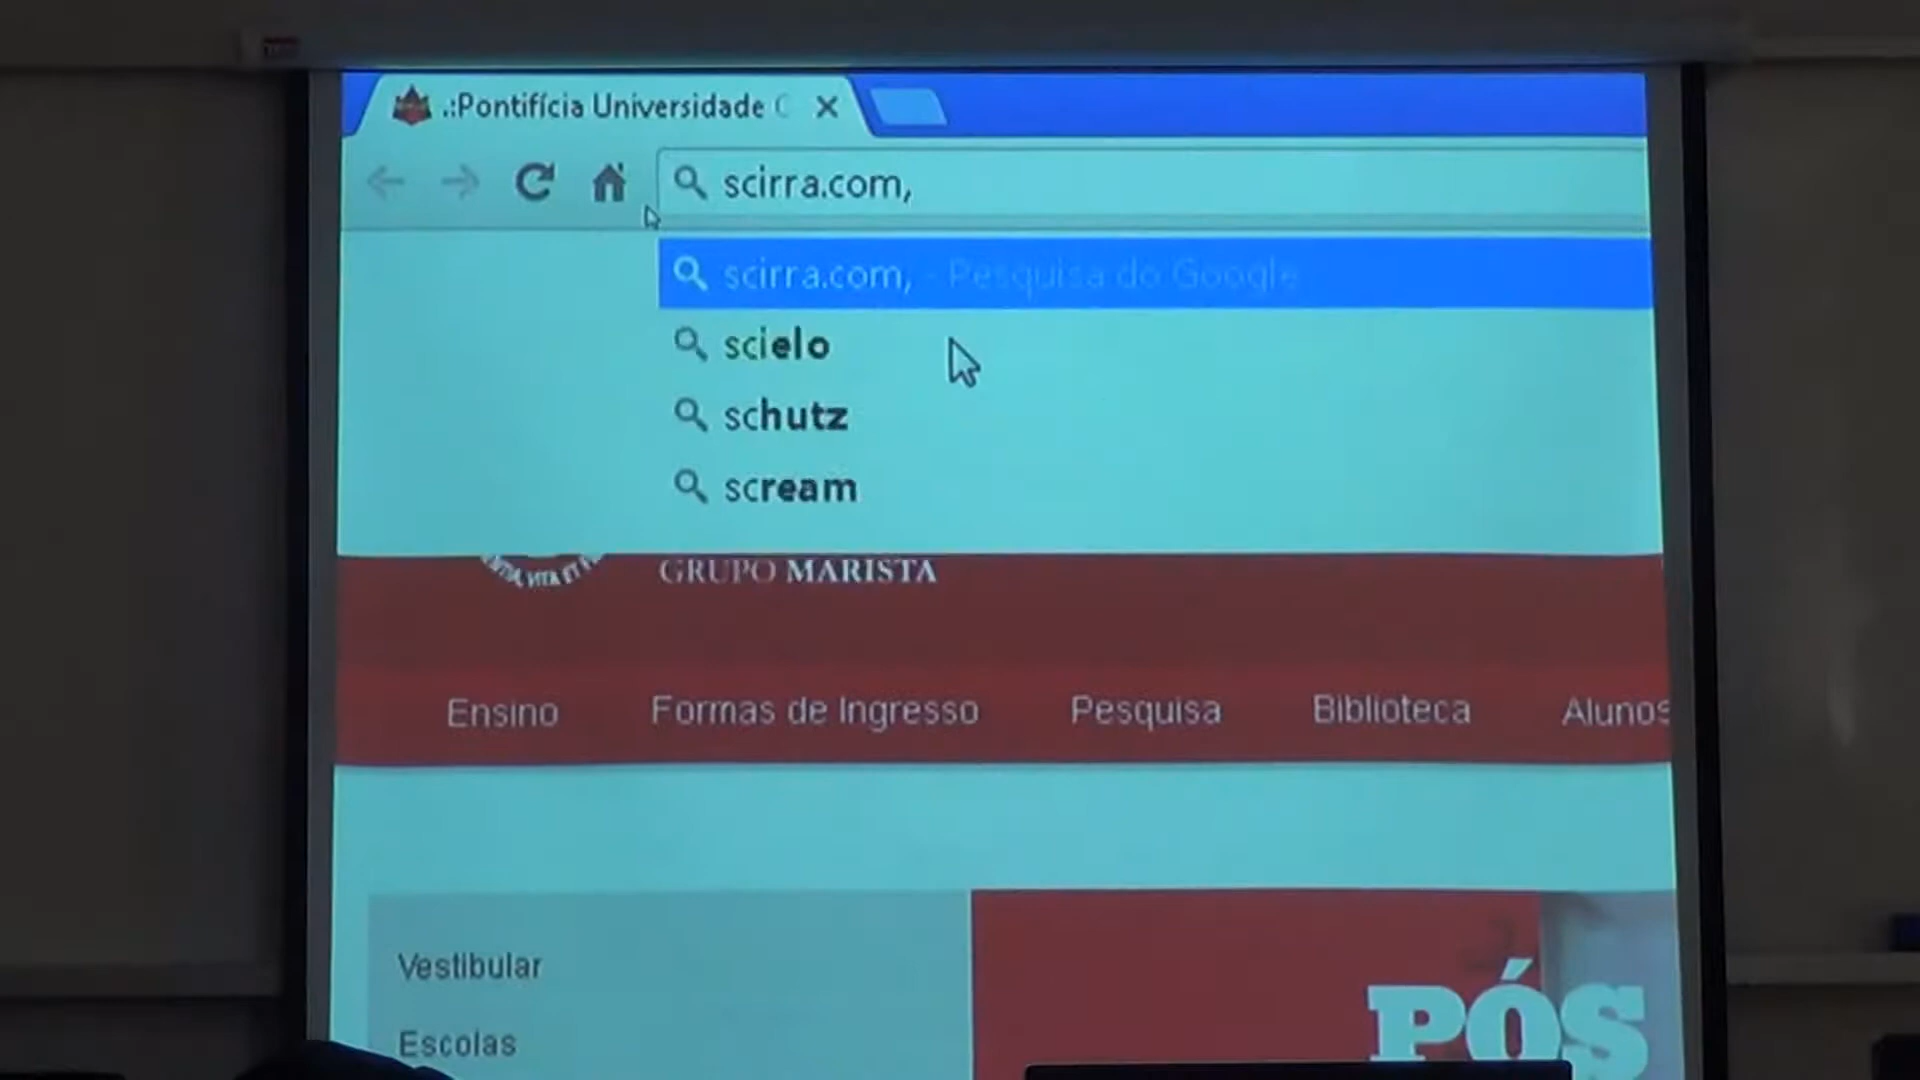 .:Pontifícia Universidade C
scirra.com,
scirra.com, - Pesquisa do Google
scielo
schutz
scream
GRUPO MARISTA
Ensino Formas de Ingresso Pesquisa Biblioteca Alunos
Vestibular
PÓS
Escolas